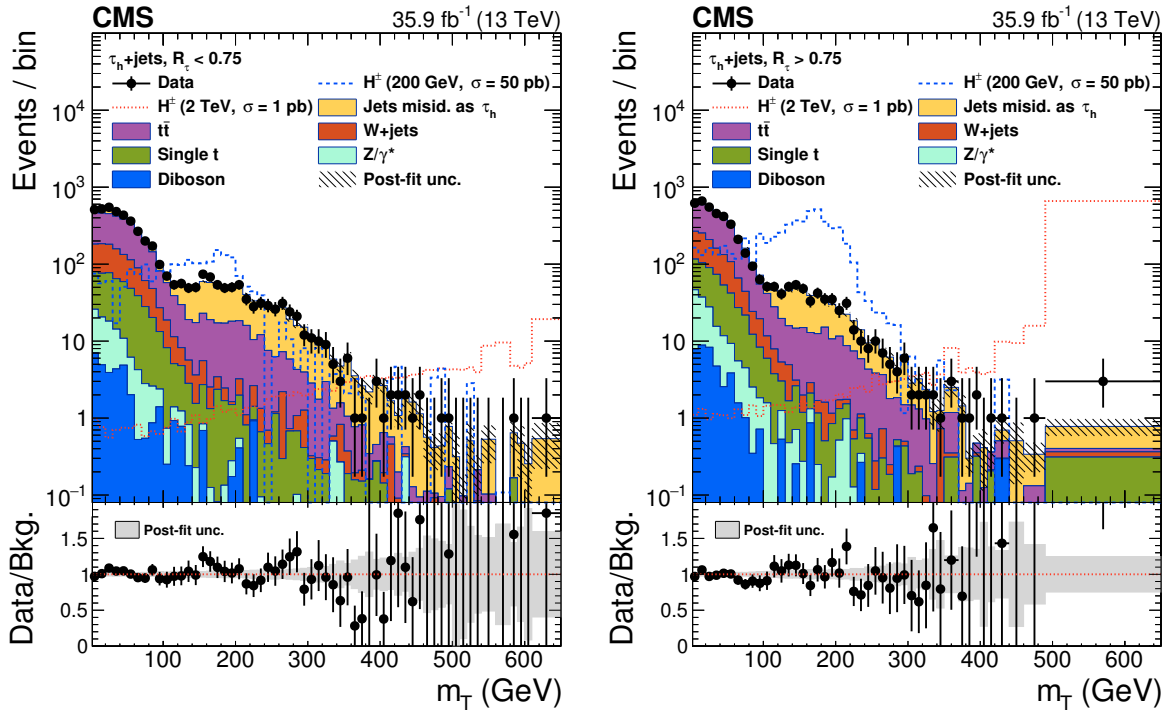 CMS 35.9 fb⁻¹ (13 TeV)
Events / bin
τₕ+jets, R_τ < 0.75
Data
H± (200 GeV, σ = 50 pb)
H± (2 TeV, σ = 1 pb)
Jets misid. as τₕ
tt̄
W+jets
Single t
Z/γ*
Diboson
Post-fit unc.
10⁴
10³
10²
10
1
10⁻¹
Data/Bkg.
Post-fit unc.
1.5
1
0.5
0
100 200 300 400 500 600
m_T (GeV)
CMS 35.9 fb⁻¹ (13 TeV)
Events / bin
τₕ+jets, R_τ > 0.75
Data
H± (200 GeV, σ = 50 pb)
H± (2 TeV, σ = 1 pb)
Jets misid. as τₕ
tt̄
W+jets
Single t
Z/γ*
Diboson
Post-fit unc.
10⁴
10³
10²
10
1
10⁻¹
Data/Bkg.
Post-fit unc.
1.5
1
0.5
0
100 200 300 400 500 600
m_T (GeV)